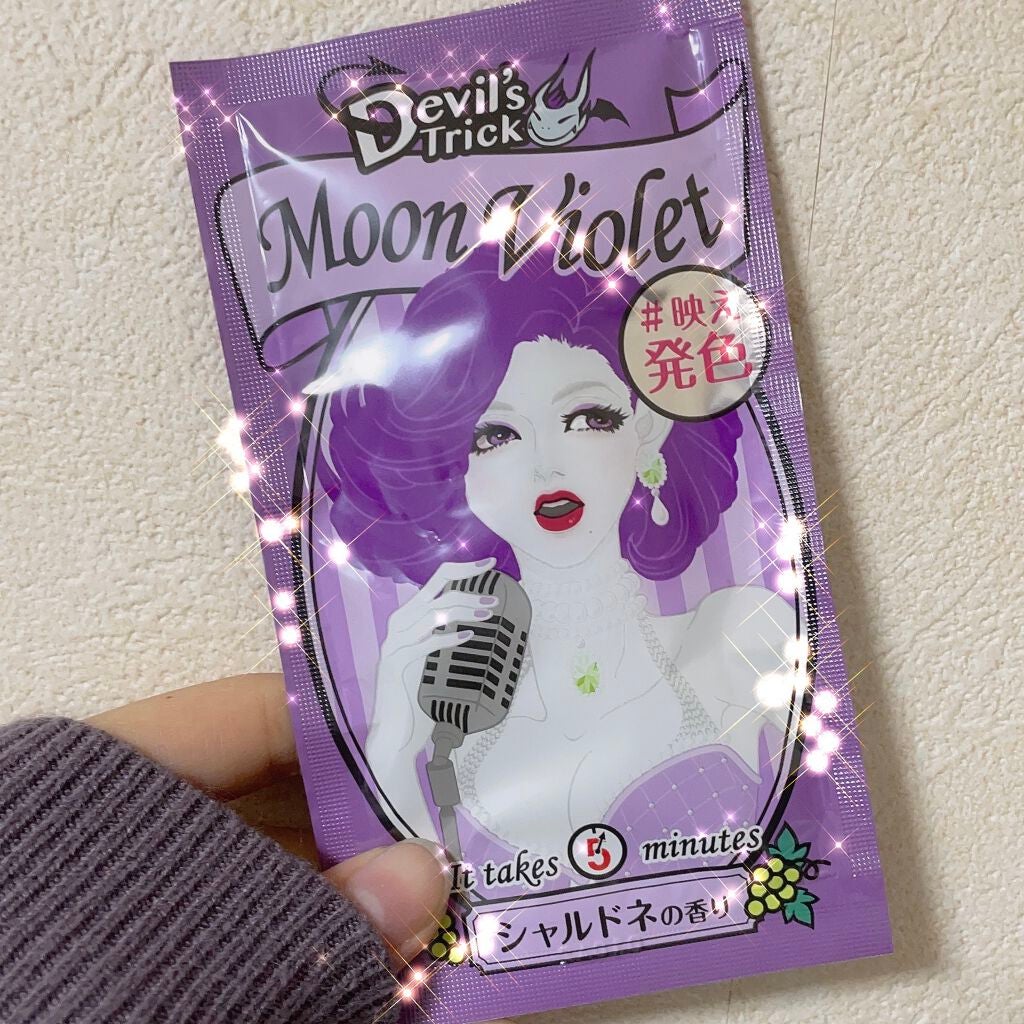 Devil's
Trick
Moon Violet
#映え
発色
It takes 5 minutes
シャルドネの香り